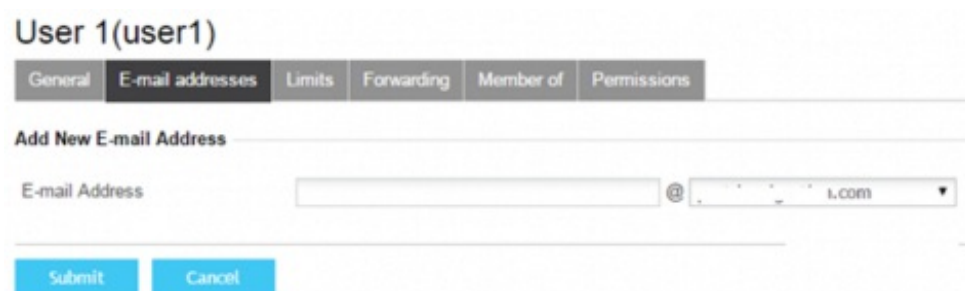 User 1(user1)
General E-mail addresses Limits Forwarding Member of Permissions
Add New E-mail Address
E-mail Address @ .com
Submit Cancel